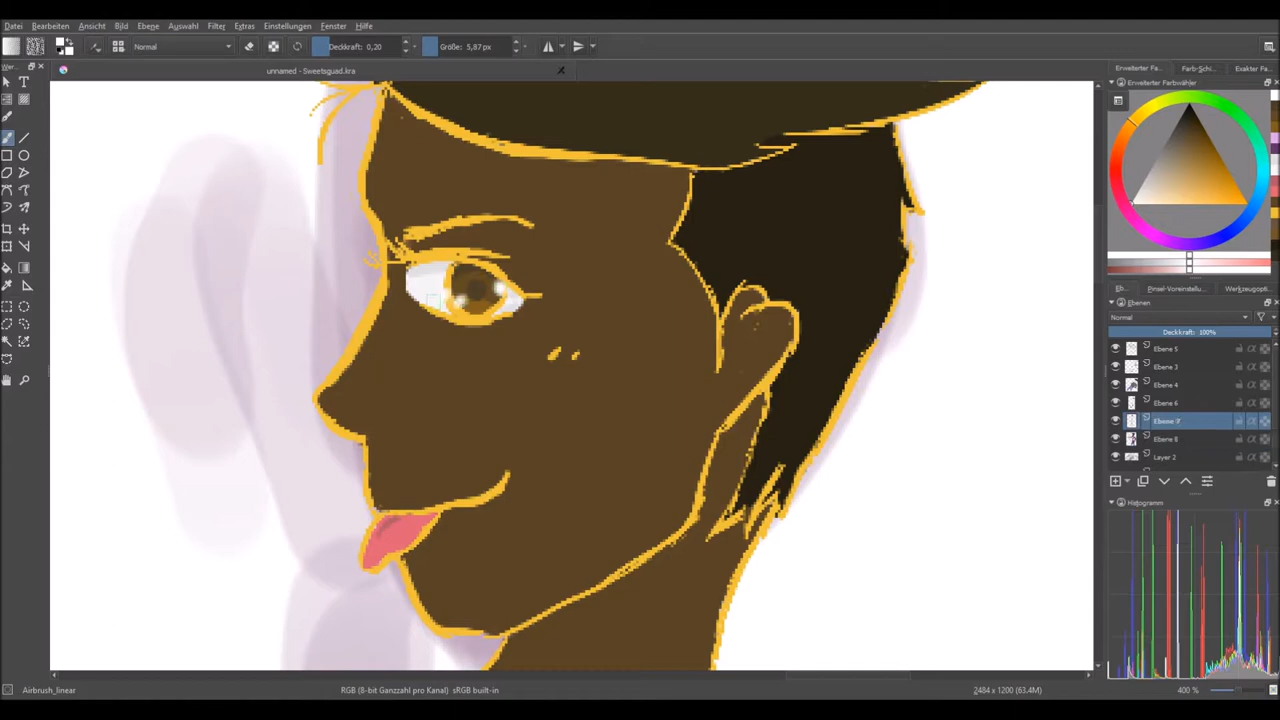 Datei Bearbeiten Ansicht Bild Ebene Auswahl Filter Extras Einstellungen Fenster Hilfe
Normal Deckkraft: 0,20 Größe: 5,87 px
unnamed - Sweetsquad.kra
Wer...
Erweiterter Fa... Farb-Schi... Exakter Fa...
Erweiterter Farbwähler
Eb... Pinsel-Voreinstellu... Werkzeugopti...
Ebenen
Normal
Deckkraft: 100%
Ebene 5
Ebene 3
Ebene 4
Ebene 6
Ebene 7
Ebene 8
Layer 2
Histogramm
Airbrush_linear RGB (8-bit Ganzzahl pro Kanal) sRGB built-in 2484 x 1200 (63.4M) 400 %